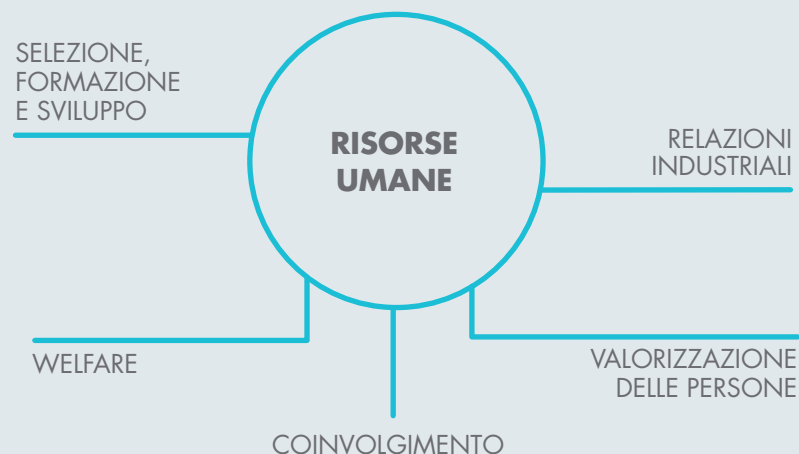 SELEZIONE,
FORMAZIONE
E SVILUPPO
RISORSE
UMANE
RELAZIONI
INDUSTRIALI
WELFARE
VALORIZZAZIONE
DELLE PERSONE
COINVOLGIMENTO